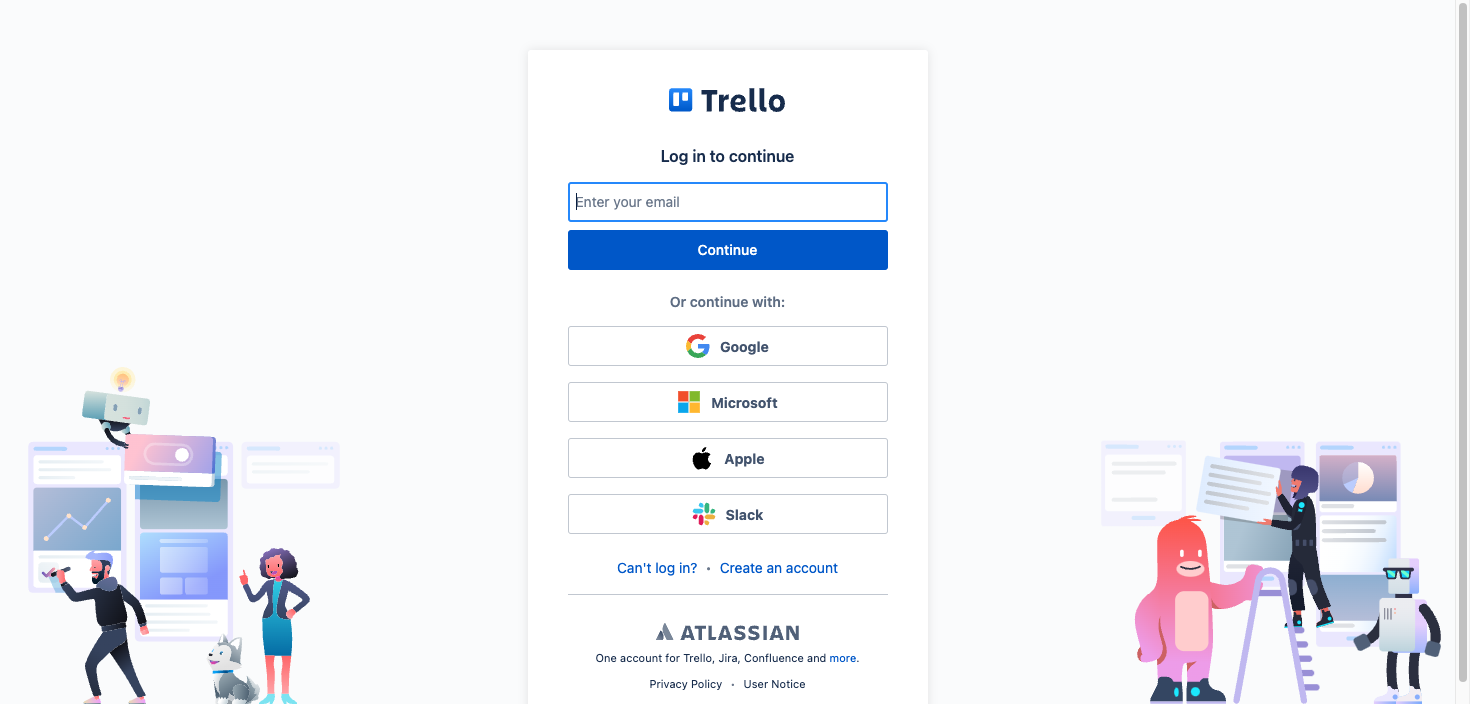 Trello
Log in to continue
Enter your email
Continue
Or continue with:
Google
Microsoft
Apple
Slack
Can't log in? • Create an account
ATLASSIAN
One account for Trello, Jira, Confluence and more.
Privacy Policy • User Notice